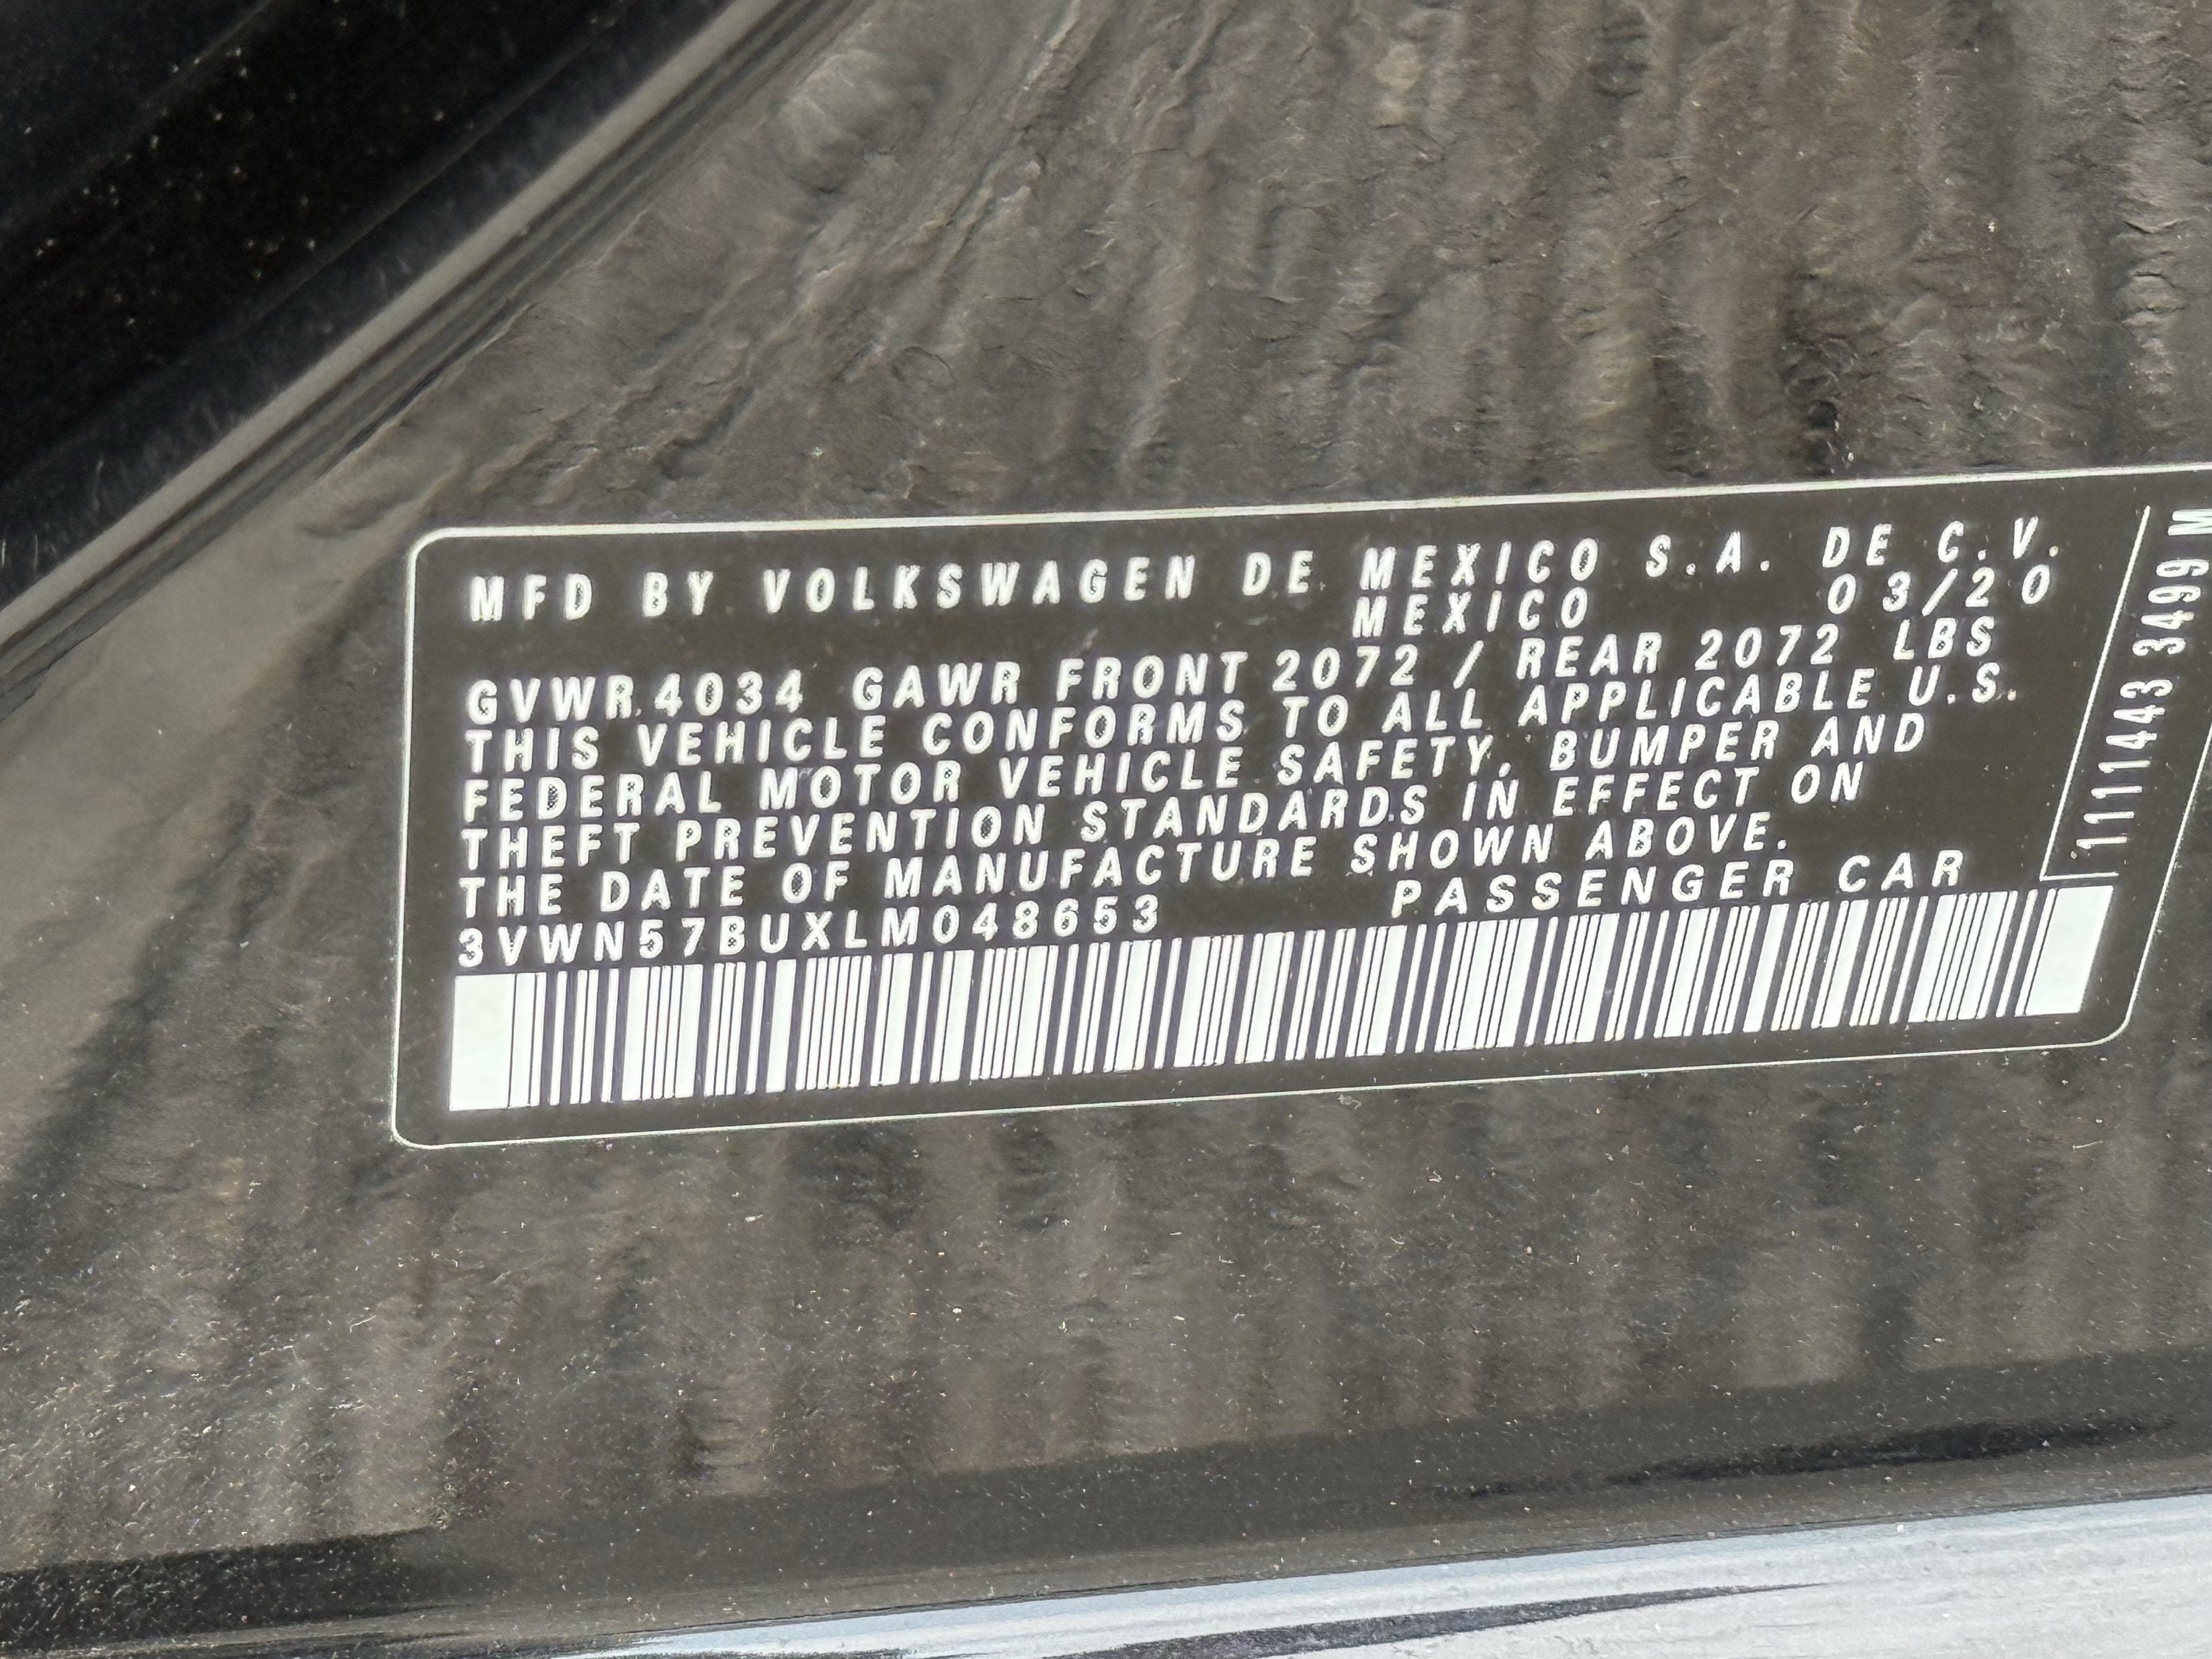 MFD BY VOLKSWAGEN DE MEXICO S.A. DE C.V.
MEXICO 03/20
GVWR 4034 GAWR FRONT 2072 / REAR 2072 LBS
THIS VEHICLE CONFORMS TO ALL APPLICABLE U.S.
FEDERAL MOTOR VEHICLE SAFETY, BUMPER AND
THEFT PREVENTION STANDARDS IN EFFECT ON
THE DATE OF MANUFACTURE SHOWN ABOVE.
3VWN57BUXLM048653 PASSENGER CAR
1111443 3499 M